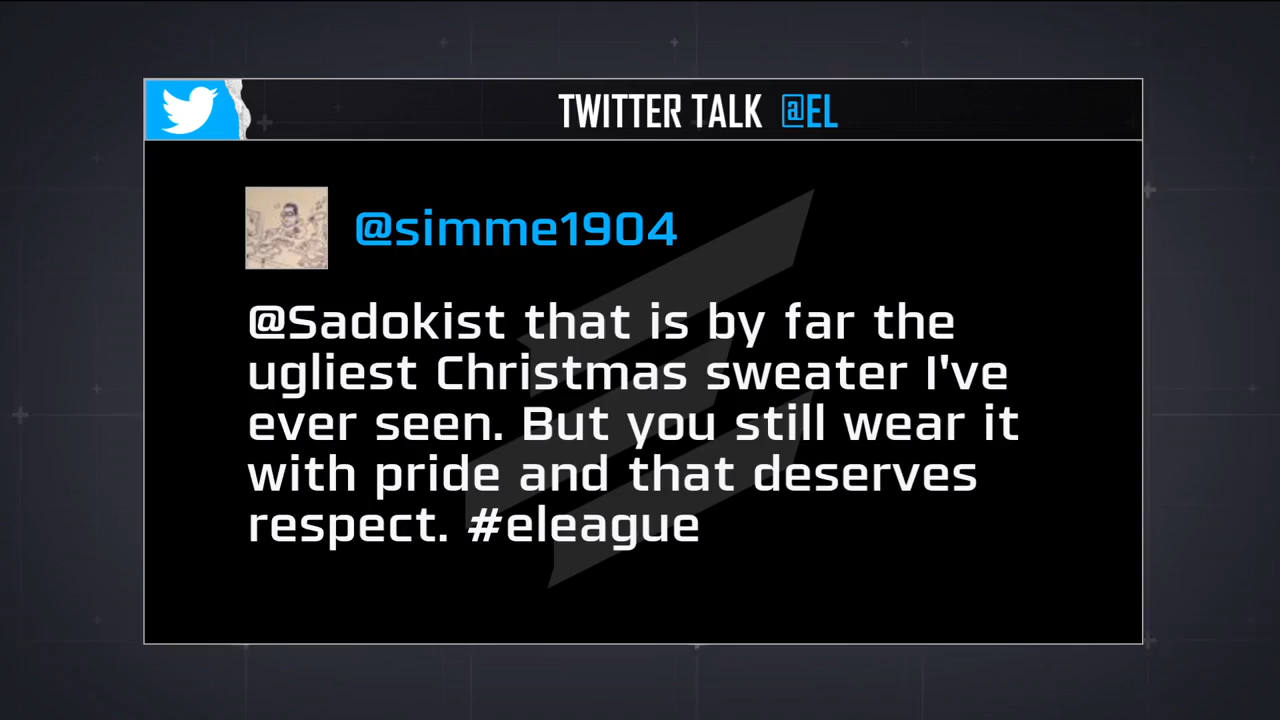 TWITTER TALK @EL
@simme1904
@Sadokist that is by far the
ugliest Christmas sweater I've
ever seen. But you still wear it
with pride and that deserves
respect. #eleague